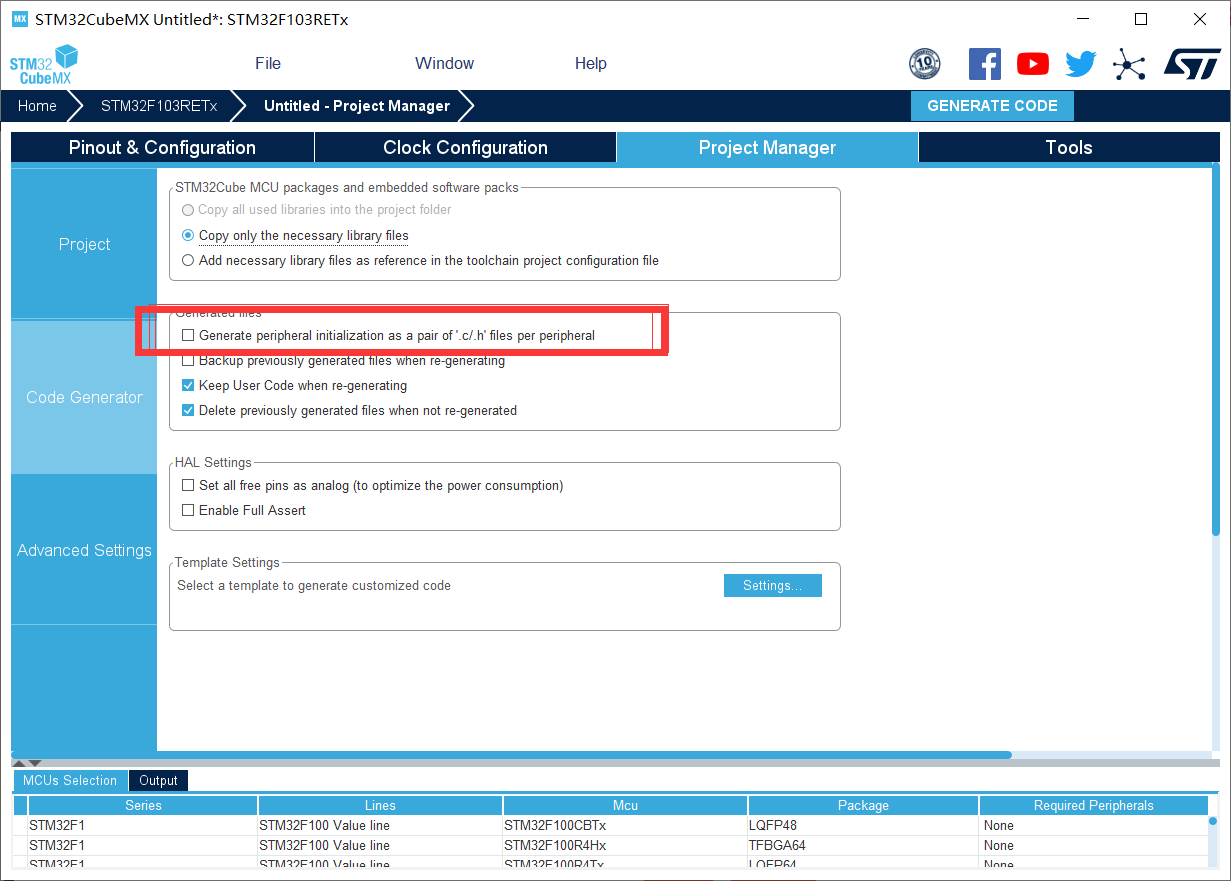 MX STM32CubeMX Untitled*: STM32F103RETx
STM32
CubeMX
File
Window
Help
10
Home
STM32F103RETx
Untitled - Project Manager
GENERATE CODE
Pinout & Configuration
Clock Configuration
Project Manager
Tools
Project
Code Generator
Advanced Settings
STM32Cube MCU packages and embedded software packs
Copy all used libraries into the project folder
Copy only the necessary library files
Add necessary library files as reference in the toolchain project configuration file
Generated files
Generate peripheral initialization as a pair of '.c/.h' files per peripheral
Backup previously generated files when re-generating
Keep User Code when re-generating
Delete previously generated files when not re-generated
HAL Settings
Set all free pins as analog (to optimize the power consumption)
Enable Full Assert
Template Settings
Select a template to generate customized code
Settings...
MCUs Selection
Output
Series Lines Mcu Package Required Peripherals
STM32F1 STM32F100 Value line STM32F100CBTx LQFP48 None
STM32F1 STM32F100 Value line STM32F100R4Hx TFBGA64 None
STM32F1 STM32F100 Value line STM32F100R4Tx LQFP64 None